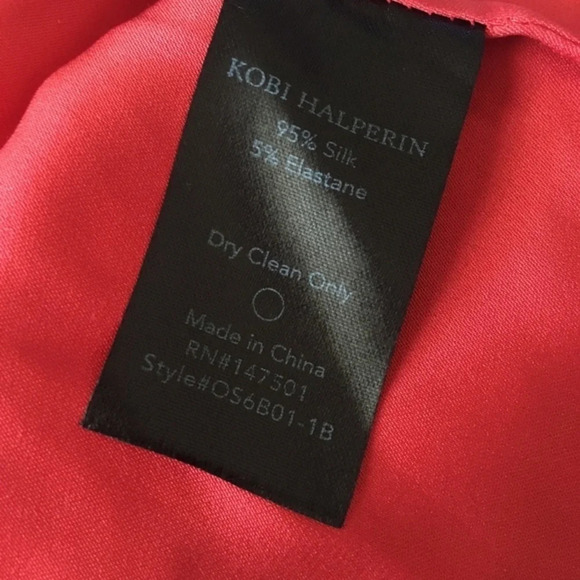 KOBI HALPERIN
95% Silk
5% Elastane
Dry Clean Only
Made in China
RN#147501
Style#OS6B01-1B